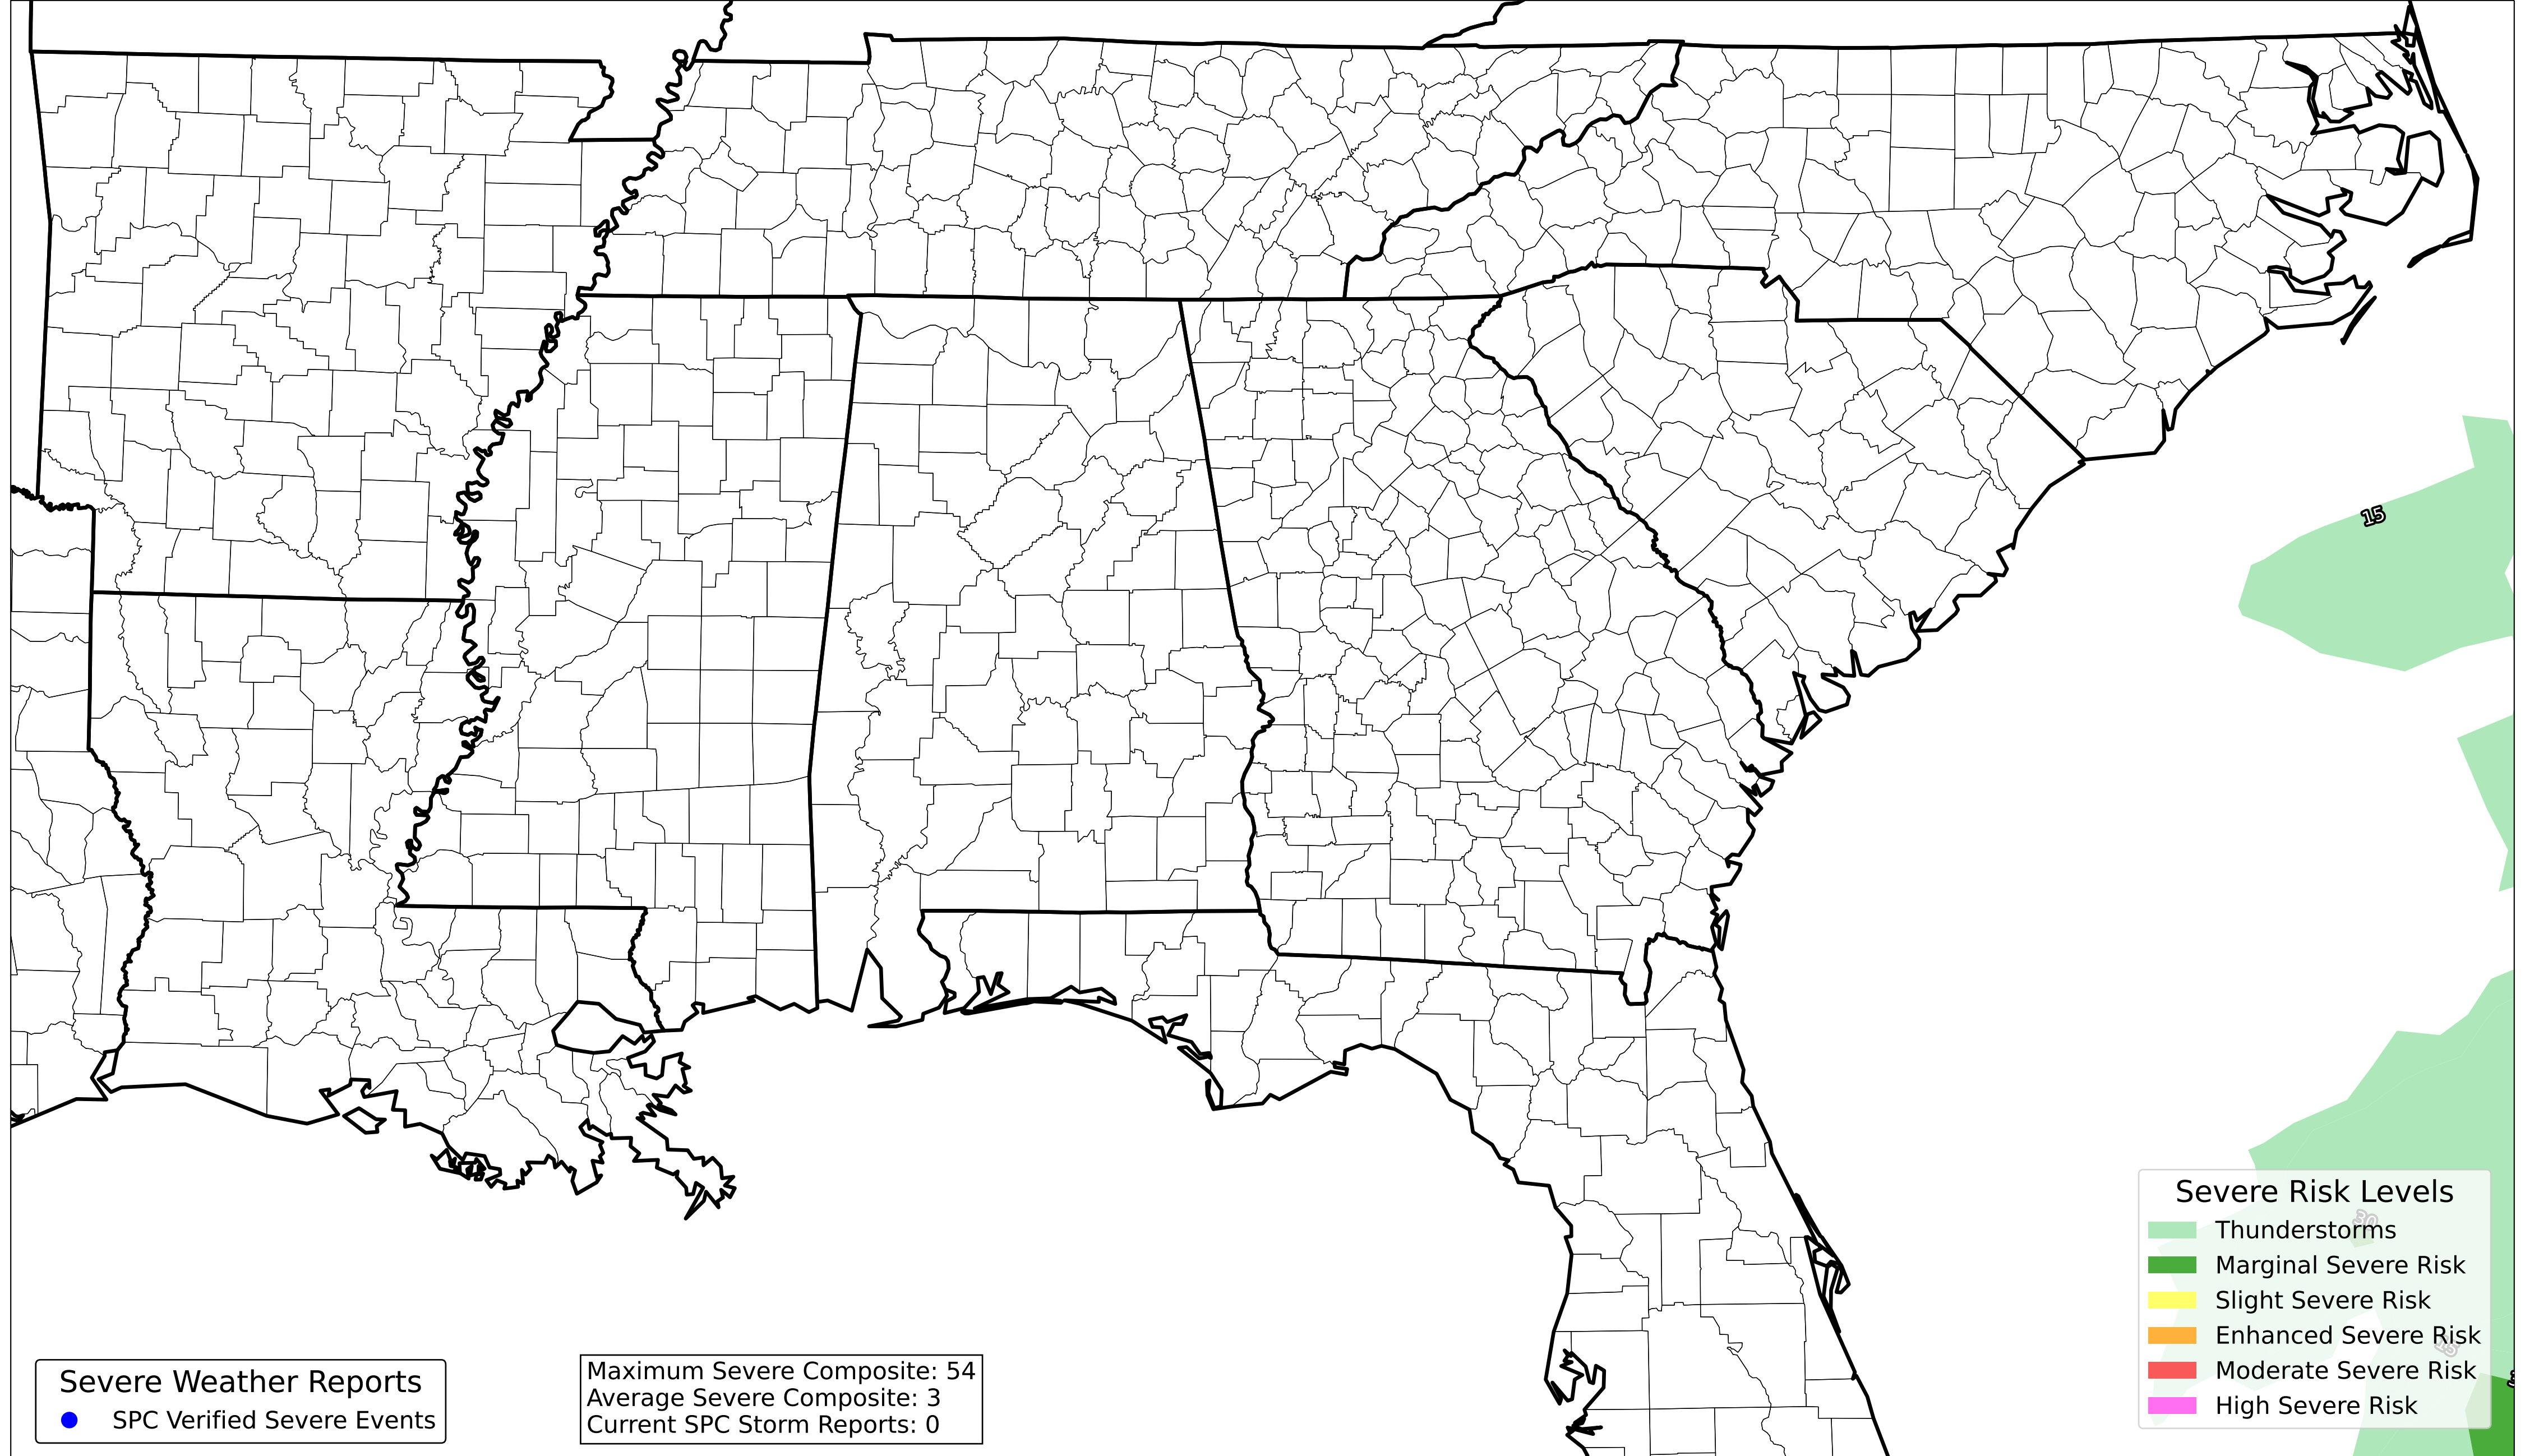 15
Severe Risk Levels
30
Thunderstorms
Marginal Severe Risk
Slight Severe Risk
Enhanced Severe Risk
15
Moderate Severe Risk
High Severe Risk
Severe Weather Reports
SPC Verified Severe Events
Maximum Severe Composite: 54
Average Severe Composite: 3
Current SPC Storm Reports: 0